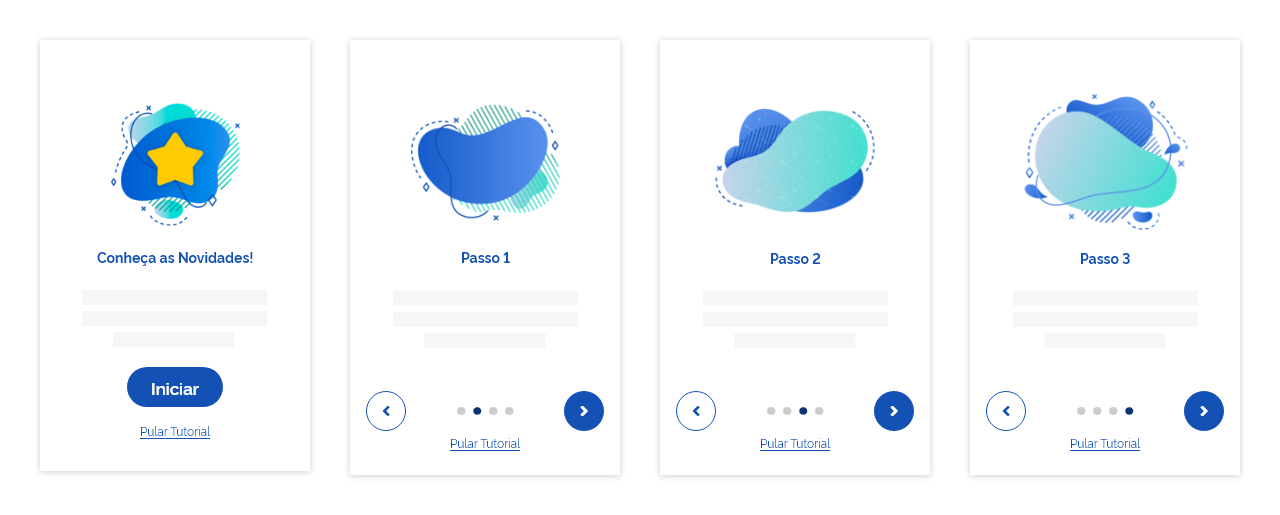 Conheça as Novidades!
Iniciar
Pular Tutorial
Passo 1
Pular Tutorial
Passo 2
Pular Tutorial
Passo 3
Pular Tutorial